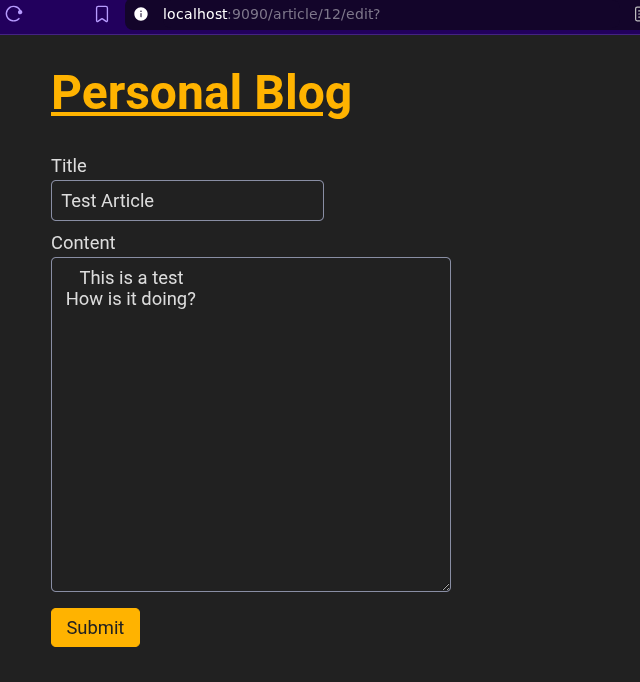 localhost:9090/article/12/edit?
Personal Blog
Title
Test Article
Content
This is a test
How is it doing?
Submit